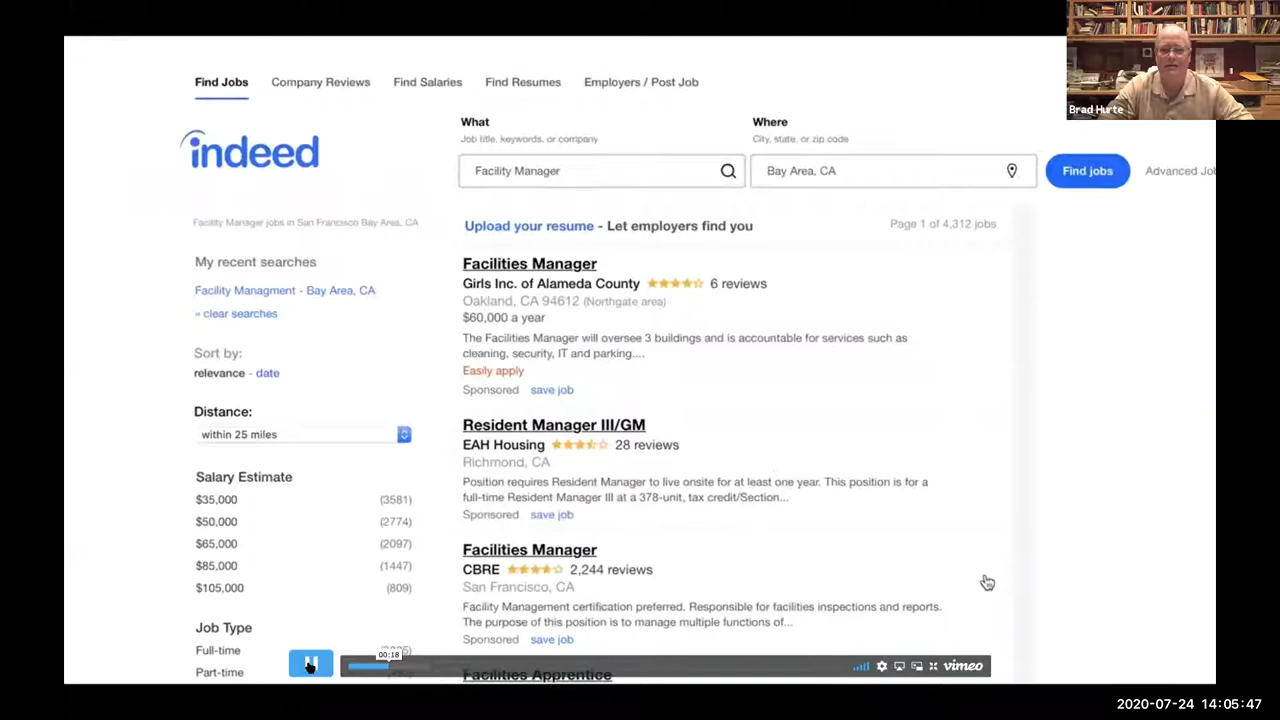 Find Jobs Company Reviews Find Salaries Find Resumes Employers / Post Job
Brad Hurte
What Where
Job title, keywords, or company City, state, or zip code
indeed
Facility Manager Bay Area, CA Find jobs Advanced Jo
Facility Manager jobs in San Francisco Bay Area, CA
Upload your resume - Let employers find you Page 1 of 4,312 jobs
My recent searches
Facility Managment - Bay Area, CA
» clear searches
Sort by:
relevance - date
Distance:
within 25 miles
Salary Estimate
$35,000 (3581)
$50,000 (2774)
$65,000 (2097)
$85,000 (1447)
$105,000 (809)
Job Type
Full-time
Part-time
Facilities Manager
Girls Inc. of Alameda County 6 reviews
Oakland, CA 94612 (Northgate area)
$60,000 a year
The Facilities Manager will oversee 3 buildings and is accountable for services such as
cleaning, security, IT and parking....
Easily apply
Sponsored save job
Resident Manager III/GM
EAH Housing 28 reviews
Richmond, CA
Position requires Resident Manager to live onsite for at least one year. This position is for a
full-time Resident Manager III at a 378-unit, tax credit/Section...
Sponsored save job
Facilities Manager
CBRE 2,244 reviews
San Francisco, CA
Facility Management certification preferred. Responsible for facilities inspections and reports.
The purpose of this position is to manage multiple functions of...
Sponsored save job
Facilities Apprentice
00:18
vimeo
2020-07-24 14:05:47